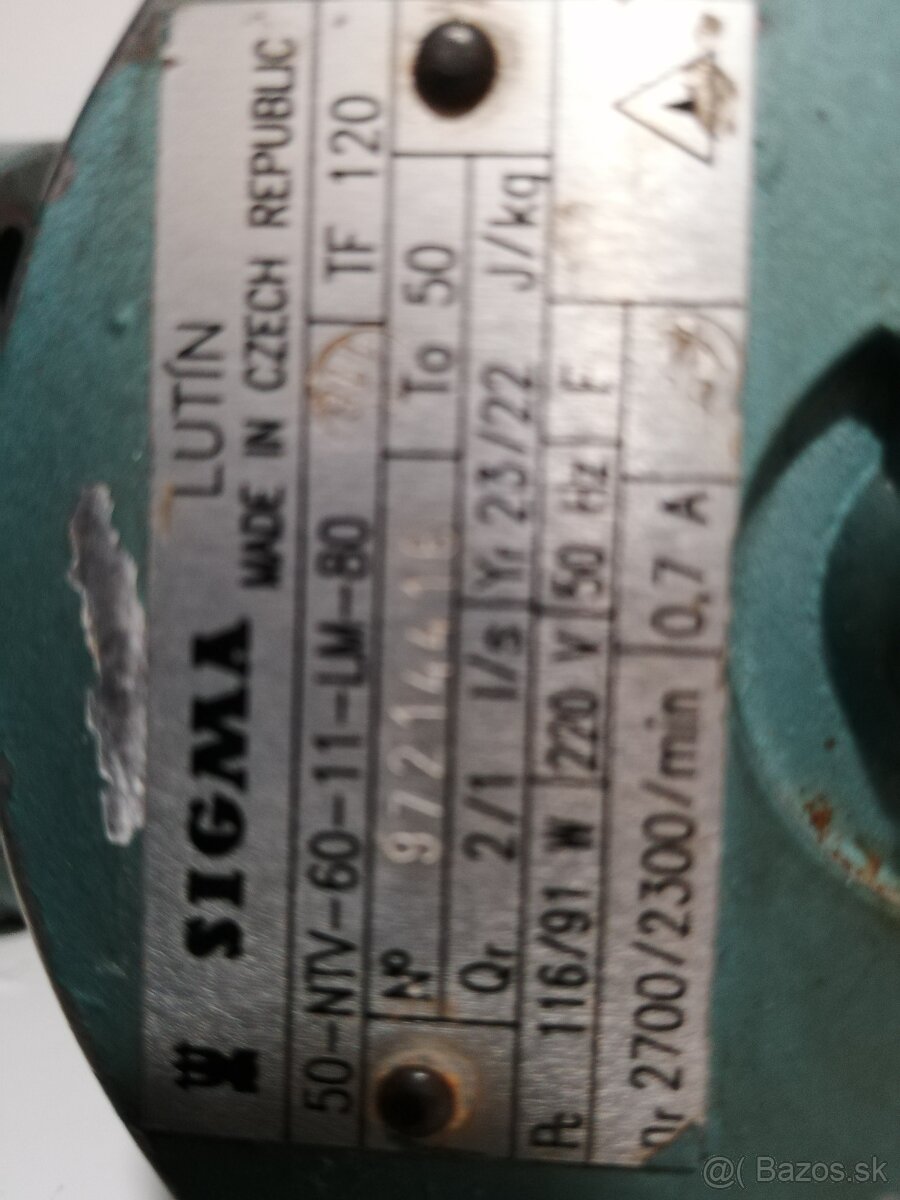 SIGMA LUTÍN
MADE IN CZECH REPUBLIC
50-NTV-60-11-LM-80 TF 120
Nº To 50
Qr 2/1 l/s Yr 23/22 J/kg
Pc 116/91 W 220 V 50 Hz F
nr 2700/2300/min 0,7 A
@( Bazos.sk